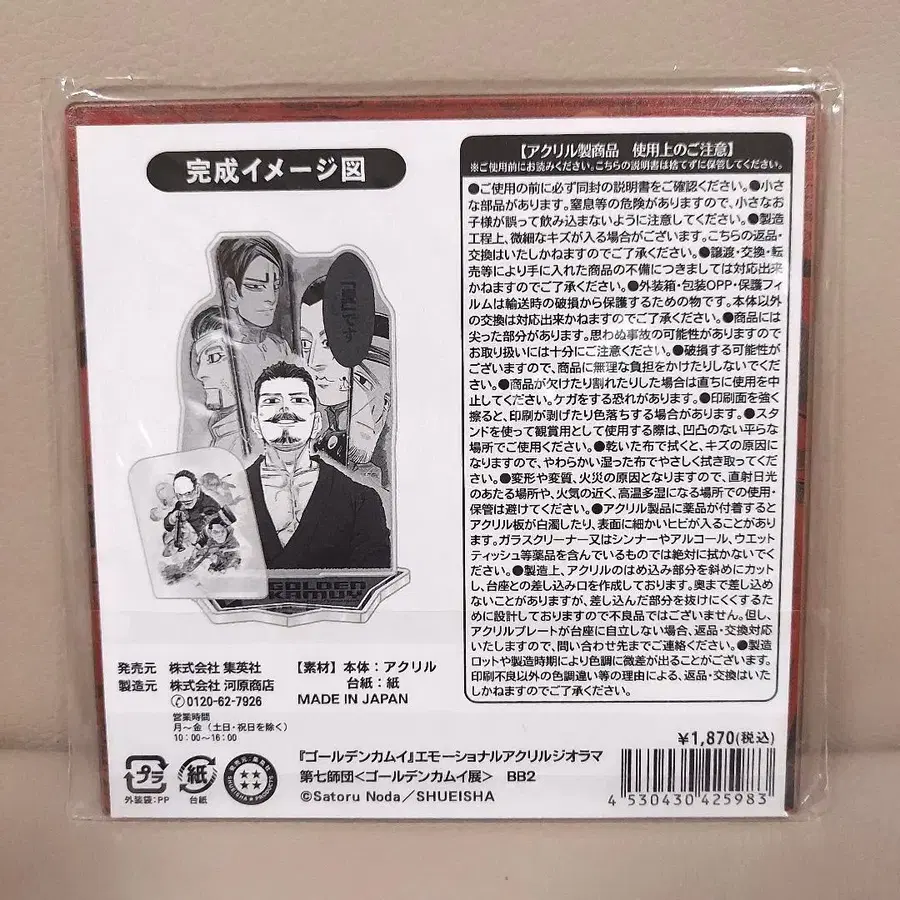 完成イメージ図
GOLDEN
KAMUY
発売元 株式会社 集英社
製造元 株式会社 河原商店
0120-62-7926
営業時間
月～金（土日・祝日を除く）
10：00～16：00
【素材】本体：アクリル
台紙：紙
MADE IN JAPAN
プラ
外装袋：PP
紙
台紙
【アクリル製商品 使用上のご注意】
※ご使用前にお読みください。こちらの説明書は捨てずに保管してください。
●ご使用の前に必ず同封の説明書をご確認ください。●小さ
な部品があります。窒息等の危険がありますので、小さなお
子様が誤って飲み込まないように注意してください。●製造
工程上、微細なキズが入る場合がございます。こちらの返品・
交換はいたしかねますのでご了承ください。●譲渡・交換・転
売等により手に入れた商品の不備につきましては対応出来
かねますのでご了承ください。●外装箱・包装OPP・保護フィ
ルムは輸送時の破損から保護するための物です。本体以外
の交換は対応出来かねますのでご了承ください。●商品には
尖った部分があります。思わぬ事故の可能性がありますので
お取り扱いには十分にご注意ください。●破損する可能性が
ございますので、商品に無理な負担をかけたりしないでくだ
さい。●商品が欠けたり割れたりした場合は直ちに使用を中
止してください。ケガをする恐れがあります。●印刷面を強く
擦ると、印刷が剥げたり色落ちする場合があります。●スタ
ンドを使って観賞用として使用する際は、凹凸のない平らな
場所でご使用ください。●乾いた布で拭くと、キズの原因に
なりますので、やわらかい湿った布でやさしく拭き取ってくだ
さい。●変形や変質、火災の原因となりますので、直射日光
のあたる場所や、火気の近く、高温多湿になる場所での使用・
保管は避けてください。●アクリル製品に薬品が付着すると
アクリル板が白濁したり、表面に細かいヒビが入ることがあり
ます。ガラスクリーナー又はシンナーやアルコール、ウエット
ティッシュ等薬品を含んでいるものでは絶対に拭かないでく
ださい。●製造上、アクリルのはめ込み部分を斜めにカット
し、台座との差し込み口を作成しております。奥まで差し込め
ないことがありますが、差し込んだ部分を抜けにくくするため
に設計しておりますので不良品ではございません。但し、
アクリルプレートが台座に自立しない場合、返品・交換対応
いたしますので、問い合わせ先までご連絡ください。●製造
ロットや製造時期により色調に微差が出ることがございます。
印刷不良以外の色調違い等の理由による、返品・交換はいた
しかねますのでご了承ください。
¥1,870(税込)
『ゴールデンカムイ』エモーショナルアクリルジオラマ
第七師団＜ゴールデンカムイ展＞ BB2
©Satoru Noda／SHUEISHA
4 530430 425983